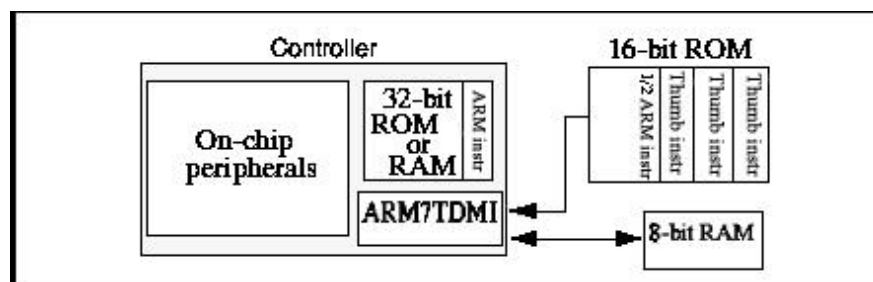 Controller
16-bit ROM
On-chip
peripherals
32-bit
ROM
or
RAM
ARM instr
ARM7TDMI
1/2 ARM instr
Thumb instr
Thumb instr
Thumb instr
8-bit RAM